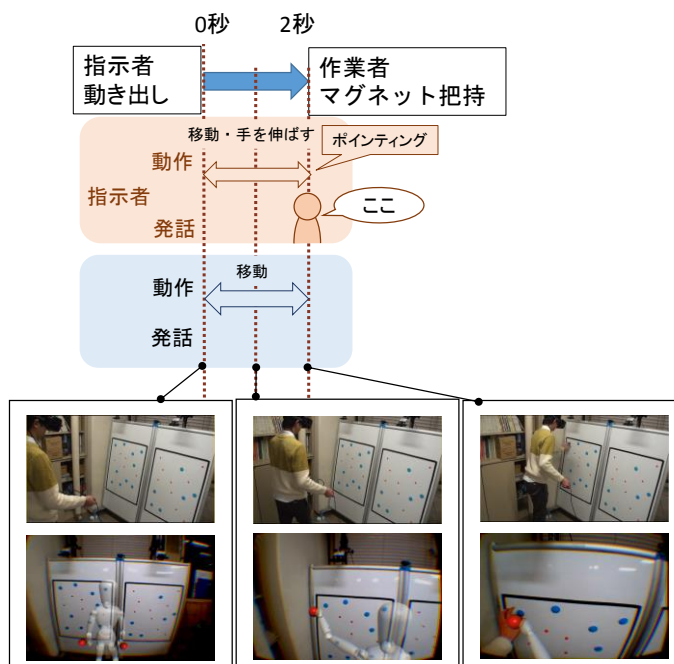 0秒
2秒
指示者
動き出し
作業者
マグネット把持
移動・手を伸ばす
ポインティング
動作
指示者
ここ
発話
移動
動作
発話